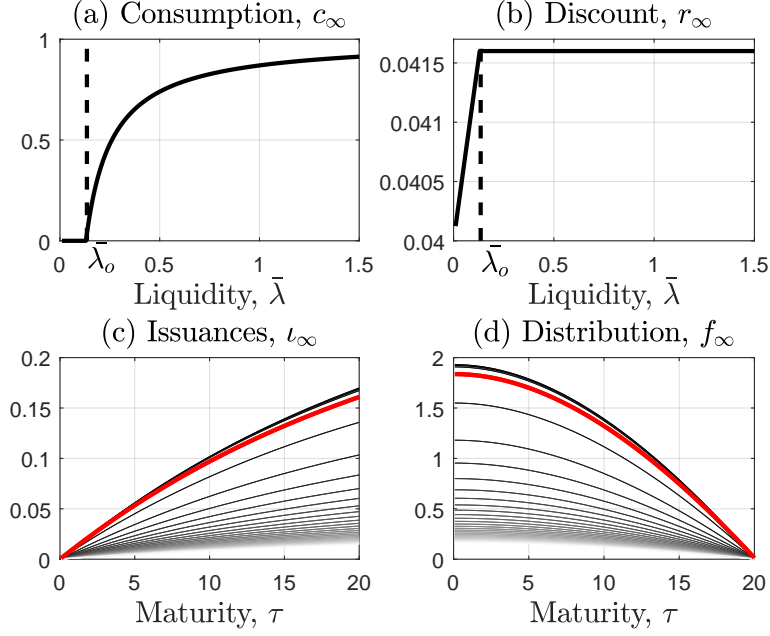 (a) Consumption, c∞
(b) Discount, r∞
1
0.5
0
0 λ̄ₒ 0.5 1 1.5
Liquidity, λ̄
0.0415
0.041
0.0405
0.04
0 λ̄ₒ 0.5 1 1.5
Liquidity, λ̄
(c) Issuances, ι∞
(d) Distribution, f∞
0.2
0.15
0.1
0.05
0
0 5 10 15 20
Maturity, τ
2
1.5
1
0.5
0
0 5 10 15 20
Maturity, τ